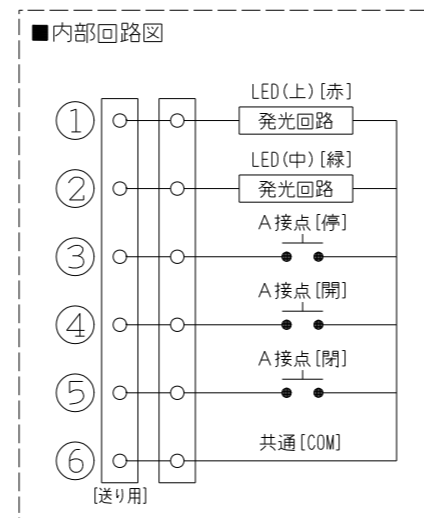 ■内部回路図
LED(上)[赤]
① 発光回路
LED(中)[緑]
② 発光回路
A接点[停]
③
A接点[開]
④
A接点[閉]
⑤
共通[COM]
⑥
[送り用]